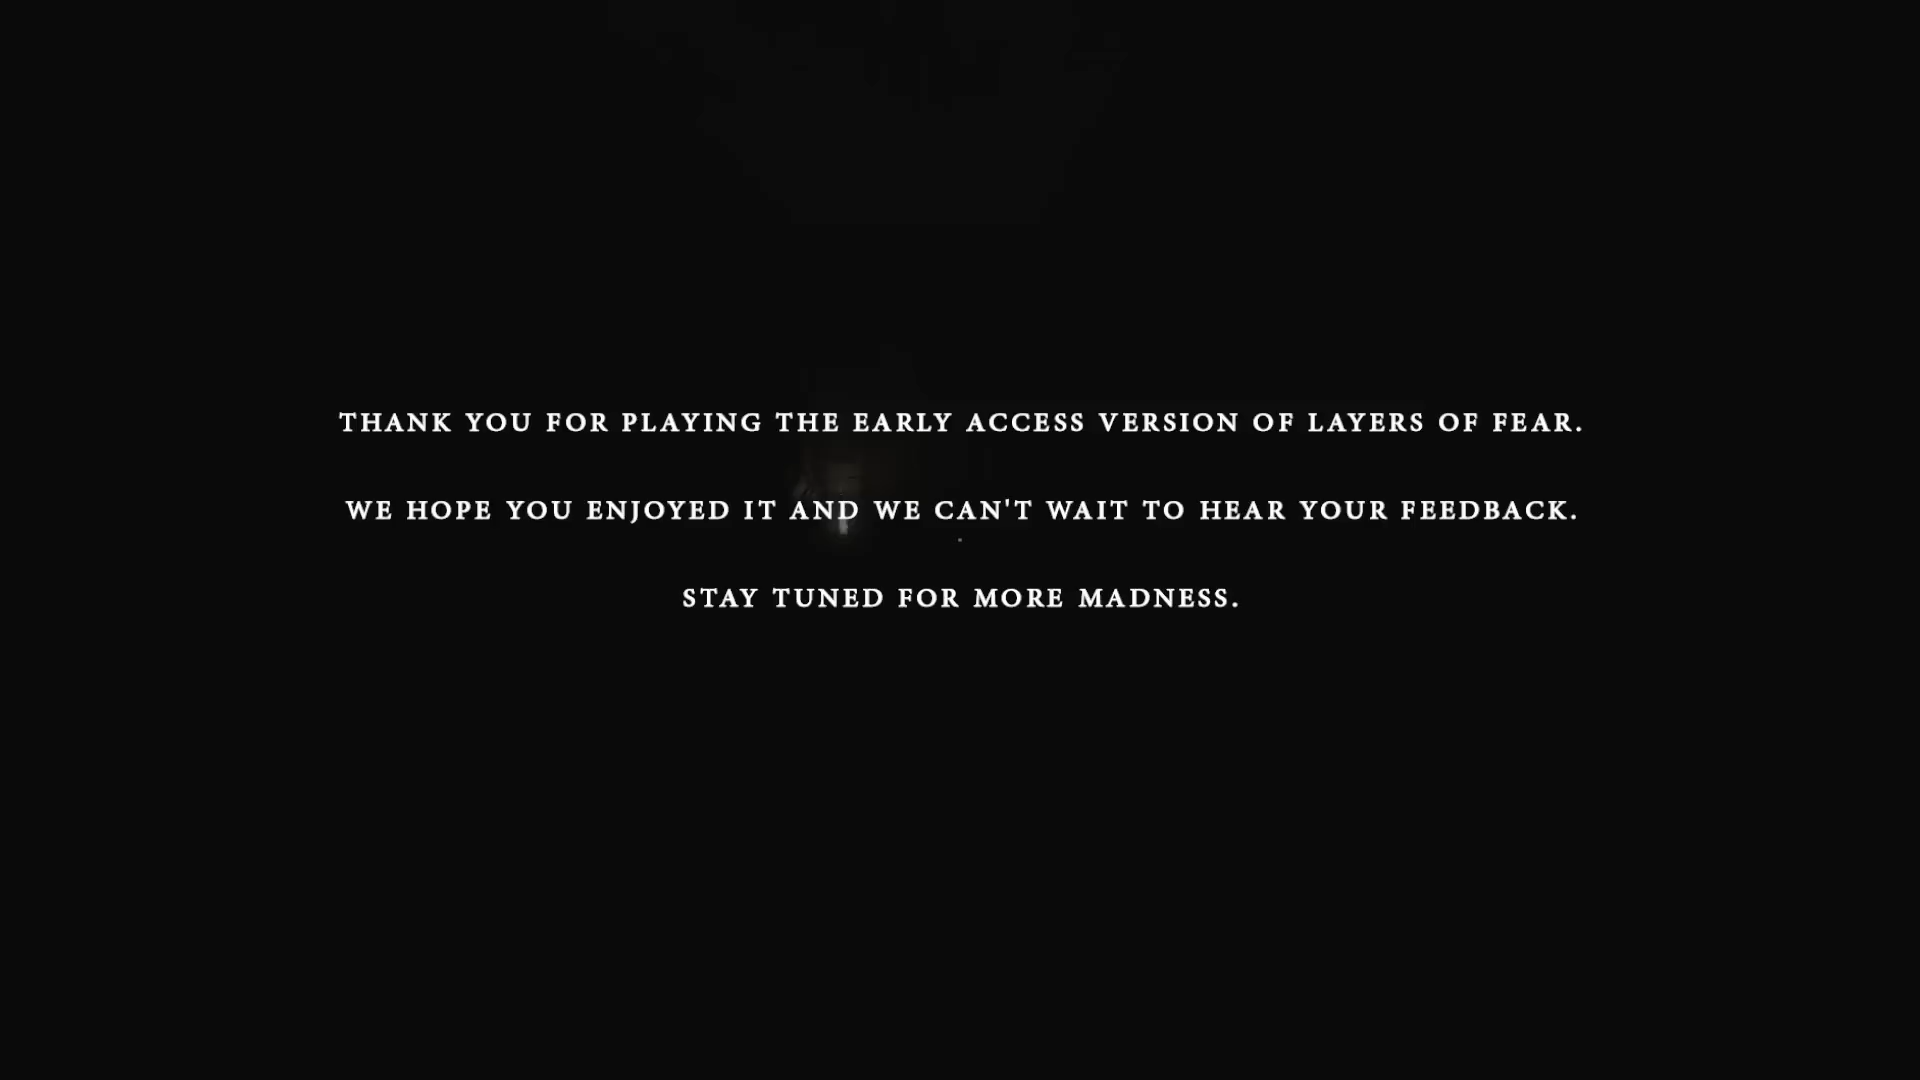 THANK YOU FOR PLAYING THE EARLY ACCESS VERSION OF LAYERS OF FEAR.
WE HOPE YOU ENJOYED IT AND WE CAN'T WAIT TO HEAR YOUR FEEDBACK.
STAY TUNED FOR MORE MADNESS.